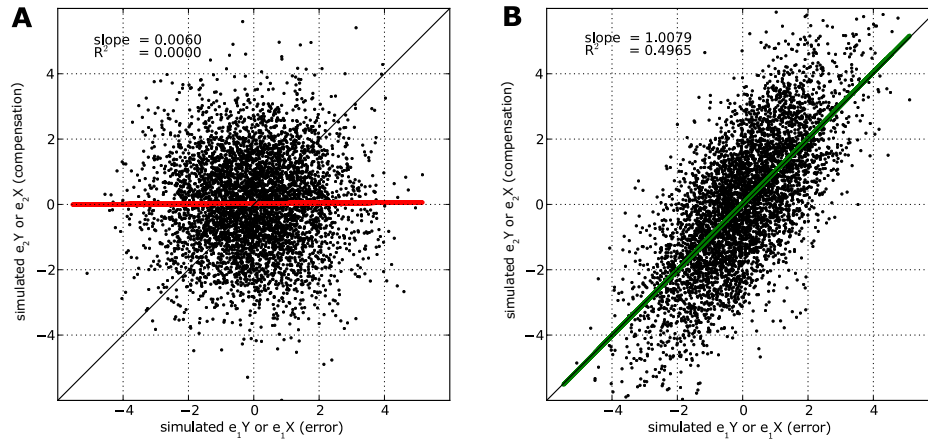 A
slope = 0.0060
R² = 0.0000
4
2
0
−2
−4
simulated e₂Y or e₂X (compensation)
−4 −2 0 2 4
simulated e₁Y or e₁X (error)
B
slope = 1.0079
R² = 0.4965
4
2
0
−2
−4
simulated e₂Y or e₂X (compensation)
−4 −2 0 2 4
simulated e₁Y or e₁X (error)